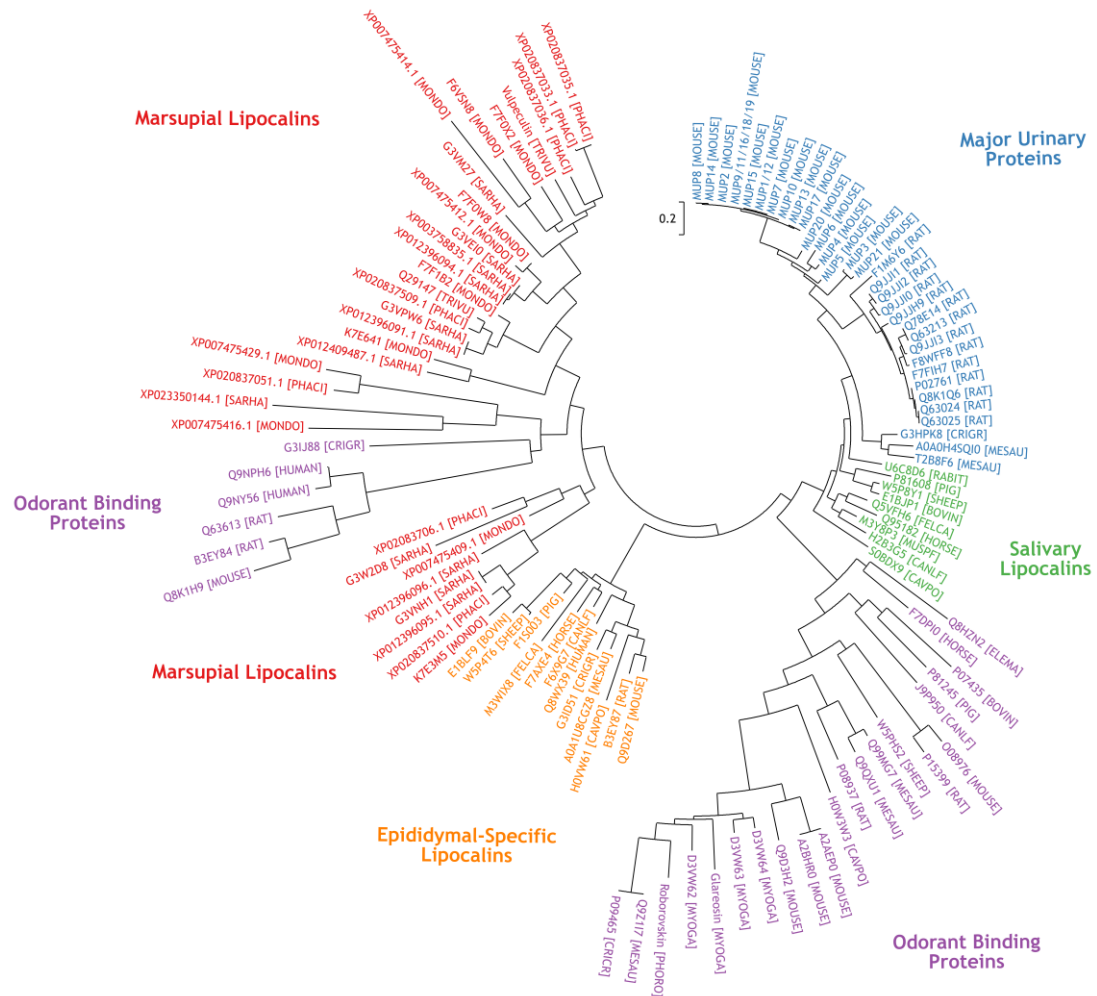 Marsupial Lipocalins
XP007475414.1 [MONDO]
F6VSN8 [MONDO]
Vulpeculin [TRIVU]
F7F0X2 [MONDO]
XP020837036.1 [PHACI]
XP020837033.1 [PHACI]
XP020837035.1 [PHACI]
G3VM27 [SARHA]
F7F0W8 [MONDO]
XP007475412.1 [MONDO]
G3VEI0 [SARHA]
XP003758835.1 [SARHA]
XP012396094.1 [SARHA]
F7F1B2 [MONDO]
Q29147 [TRIVU]
XP020837509.1 [PHACI]
G3VPW6 [SARHA]
XP012396091.1 [SARHA]
K7E641 [MONDO]
XP012409487.1 [SARHA]
XP007475429.1 [MONDO]
XP020837051.1 [PHACI]
XP023350144.1 [SARHA]
XP007475416.1 [MONDO]
G3IJ88 [CRIGR]
Q9NPH6 [HUMAN]
Q9NY56 [HUMAN]
Q63613 [RAT]
B3EY84 [RAT]
Q8K1H9 [MOUSE]
Odorant Binding
Proteins
XP02083706.1 [PHACI]
G3W2D8 [SARHA]
XP007475409.1 [MONDO]
XP012396096.1 [SARHA]
G3VNH1 [SARHA]
XP012396095.1 [SARHA]
XP020837510.1 [PHACI]
K7E3M5 [MONDO]
Marsupial Lipocalins
E1BLF9 [BOVIN]
W5P4T6 [SHEEP]
F1S003 [PIG]
M3WIX8 [FELCA]
F7AXE4 [HORSE]
F6X9G7 [CANLF]
Q8WX39 [HUMAN]
G3ID51 [CRIGR]
A0A1U8CGZ8 [MESAU]
H0VW61 [CAVPO]
B3EY87 [RAT]
Q9D267 [MOUSE]
Epididymal-Specific
Lipocalins
P09465 [CRICR]
Q9Z1I7 [MESAU]
Roborovskin [PHORO]
D3VW62 [MYOGA]
Glareosin [MYOGA]
D3VW63 [MYOGA]
D3VW64 [MYOGA]
Q9D3H2 [MOUSE]
A2BHR0 [MOUSE]
A2AEP0 [MOUSE]
H0W3W3 [CAVPO]
P08937 [RAT]
Q9QXU1 [MESAU]
Q99MG7 [MESAU]
W5PHS2 [SHEEP]
P15399 [RAT]
O08976 [MOUSE]
J9P950 [CANLF]
P81245 [PIG]
P07435 [BOVIN]
F7DPI0 [HORSE]
Q8HZN2 [ELEMA]
Odorant Binding
Proteins
S0BDX9 [CAVPO]
H2B3G5 [CANLF]
M3Y8P3 [MUSPF]
Q95182 [HORSE]
Q5VFH6 [FELCA]
E1BJP1 [BOVIN]
W5P8Y1 [SHEEP]
P81608 [PIG]
U6C8D6 [RABIT]
Salivary
Lipocalins
T2B8F6 [MESAU]
A0A0H4SQI0 [MESAU]
G3HPK8 [CRIGR]
Q63025 [RAT]
Q63024 [RAT]
Q8K1Q6 [RAT]
P02761 [RAT]
F7FIH7 [RAT]
F8WFF8 [RAT]
Q9JJI3 [RAT]
Q63213 [RAT]
Q78E14 [RAT]
Q9JJH9 [RAT]
Q9JJI0 [RAT]
Q9JJI2 [RAT]
Q9JJI1 [RAT]
F1M6Y6 [RAT]
MUP21 [MOUSE]
MUP3 [MOUSE]
MUP5 [MOUSE]
MUP4 [MOUSE]
MUP6 [MOUSE]
MUP20 [MOUSE]
MUP17 [MOUSE]
MUP13 [MOUSE]
MUP10 [MOUSE]
MUP7 [MOUSE]
MUP1/12 [MOUSE]
MUP15 [MOUSE]
MUP9/11/16/18/19 [MOUSE]
MUP2 [MOUSE]
MUP14 [MOUSE]
MUP8 [MOUSE]
Major Urinary
Proteins
0.2